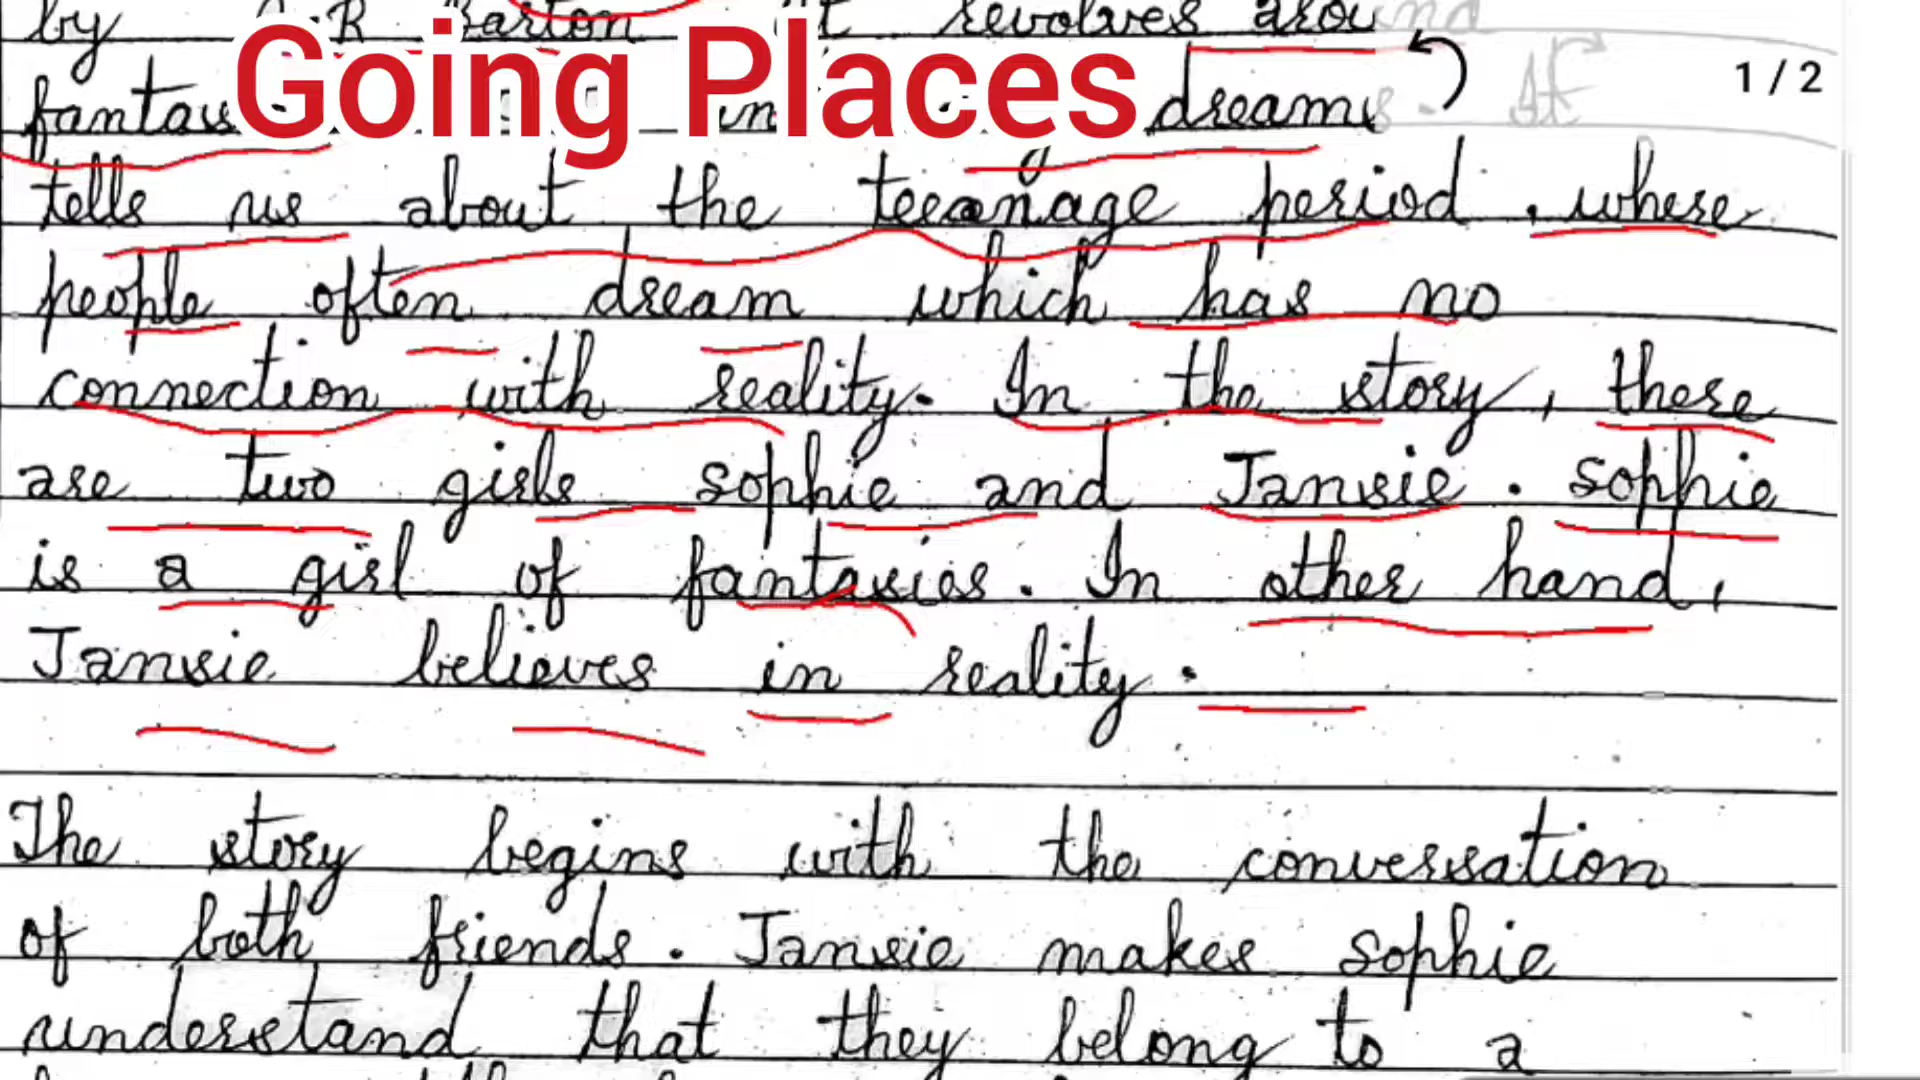 by A.R Barton It revolves around
Going Places
fantasy in dreams. It
1/2
tells us about the teenage period, where
people often dream which has no
connection with reality. In the story, there
are two girls sophie and Jansie. sophie
is a girl of fantasies. In other hand,
Jansie believes in reality.
The story begins with the conversation
of both friends. Jansie makes sophie
understand that they belong to a